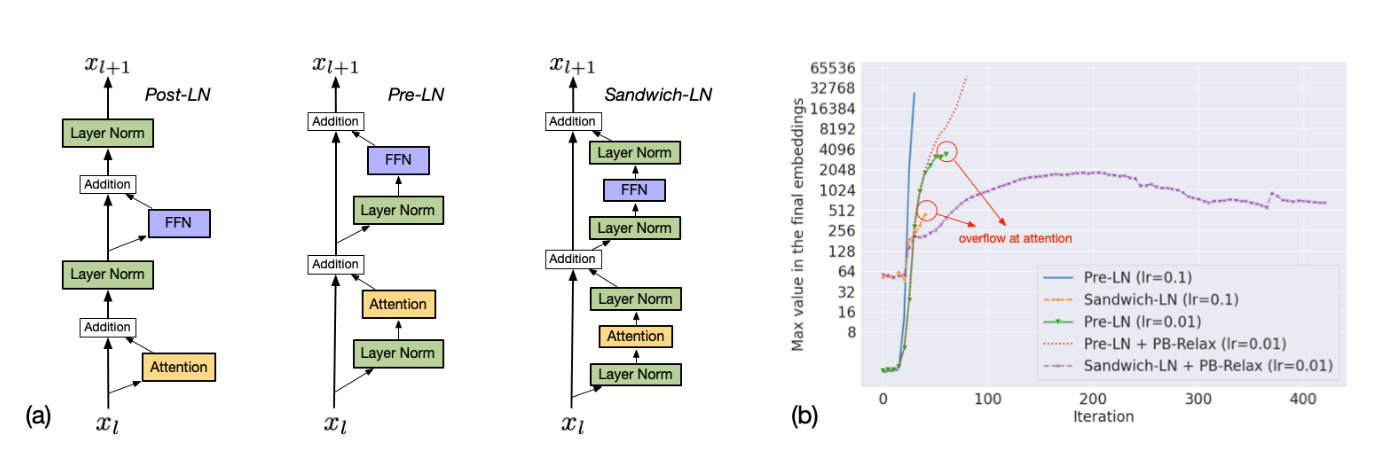 (a)
x_{l+1}
Post-LN
Layer Norm
Addition
FFN
Layer Norm
Addition
Attention
x_l
x_{l+1}
Pre-LN
Addition
FFN
Layer Norm
Addition
Attention
Layer Norm
x_l
x_{l+1}
Sandwich-LN
Addition
Layer Norm
FFN
Layer Norm
Addition
Layer Norm
Attention
Layer Norm
x_l
(b)
Max value in the final embeddings
65536
32768
16384
8192
4096
2048
1024
512
256
128
64
32
16
8
overflow at attention
Pre-LN (lr=0.1)
Sandwich-LN (lr=0.1)
Pre-LN (lr=0.01)
Pre-LN + PB-Relax (lr=0.01)
Sandwich-LN + PB-Relax (lr=0.01)
0 100 200 300 400
Iteration